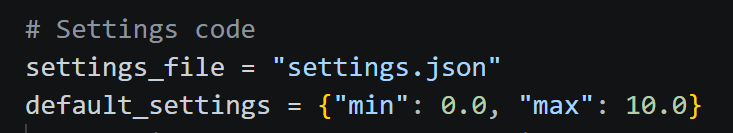 # Settings code
settings_file = "settings.json"
default_settings = {"min": 0.0, "max": 10.0}